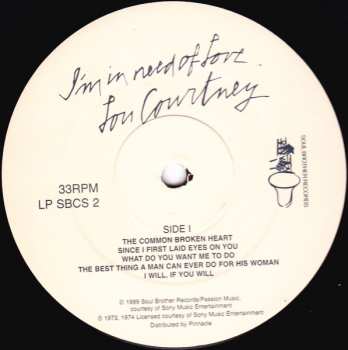 I'm in need of love.
Lou Courtney
33RPM
LP SBCS 2
SOUL BROTHER RECORDS
SIDE I
THE COMMON BROKEN HEART
SINCE I FIRST LAID EYES ON YOU
WHAT DO YOU WANT ME TO DO
THE BEST THING A MAN CAN EVER DO FOR HIS WOMAN
I WILL, IF YOU WILL
© 1999 Soul Brother Records/Passion Music,
courtesy of Sony Music Entertainment
℗ 1973, 1974 Licensed courtesy of Sony Music Entertainment
Distributed by Pinnacle